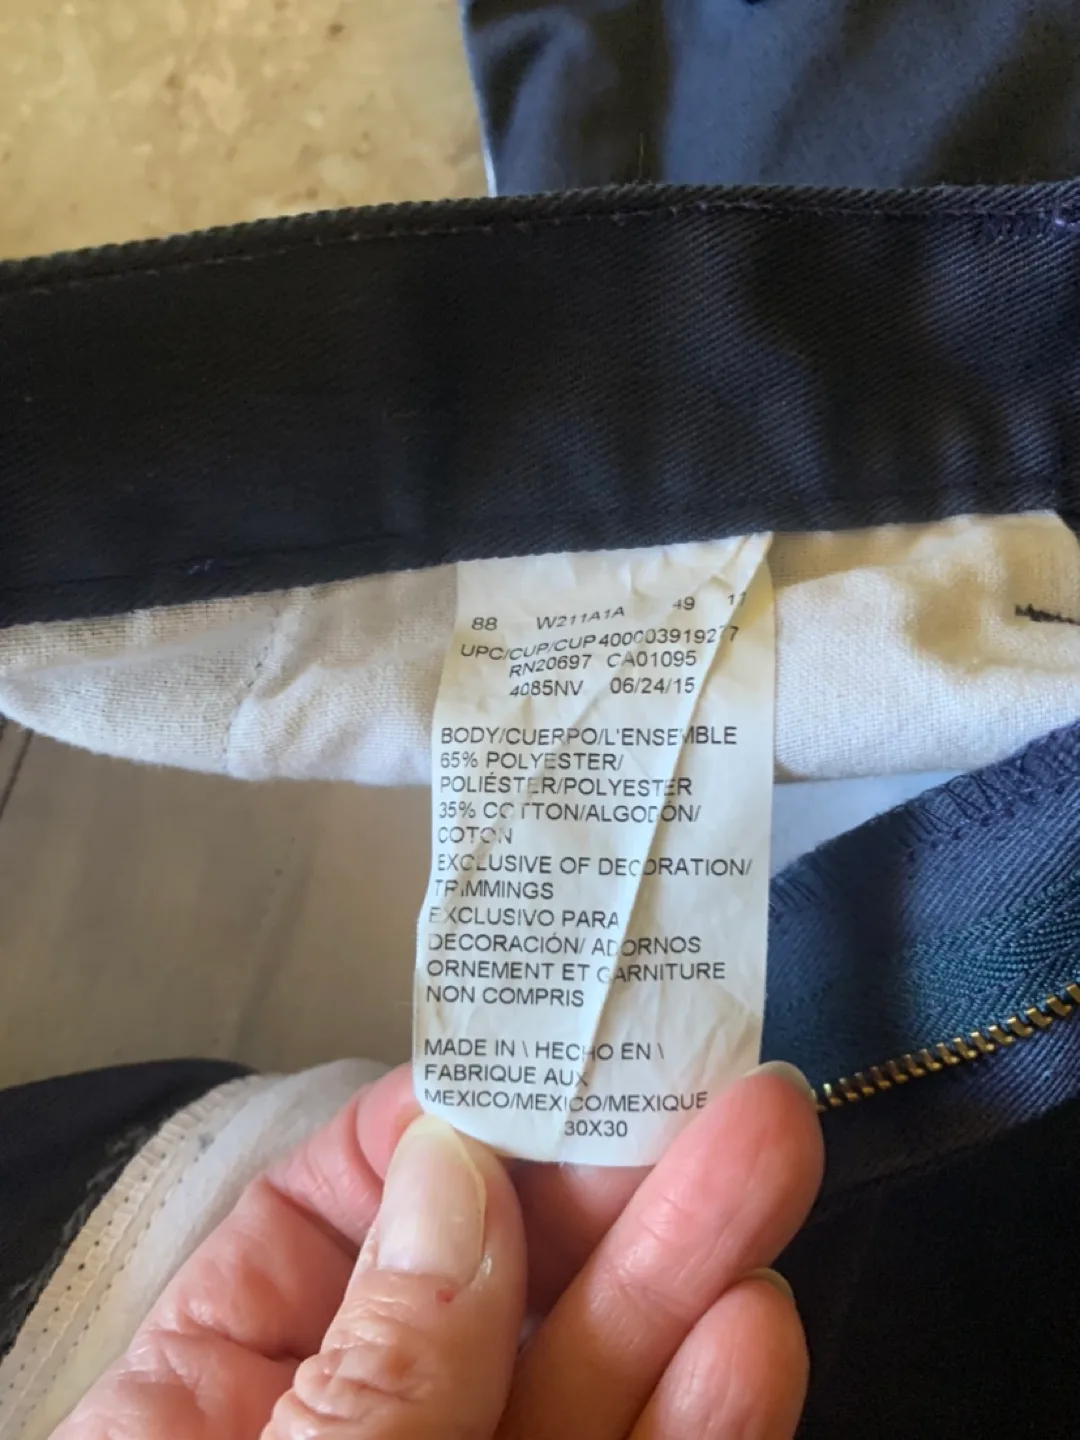 88 W211A1A 49 11
UPC/CUP/CUP 400003919277
RN20697 CA01095
4085NV 06/24/15
BODY/CUERPO/L'ENSEMBLE
65% POLYESTER/
POLIÉSTER/POLYESTER
35% COTTON/ALGODÓN/
COTON
EXCLUSIVE OF DECORATION/
TRIMMINGS
EXCLUSIVO PARA
DECORACIÓN/ ADORNOS
ORNEMENT ET GARNITURE
NON COMPRIS
MADE IN \ HECHO EN \
FABRIQUE AUX
MEXICO/MEXICO/MEXIQUE
30X30